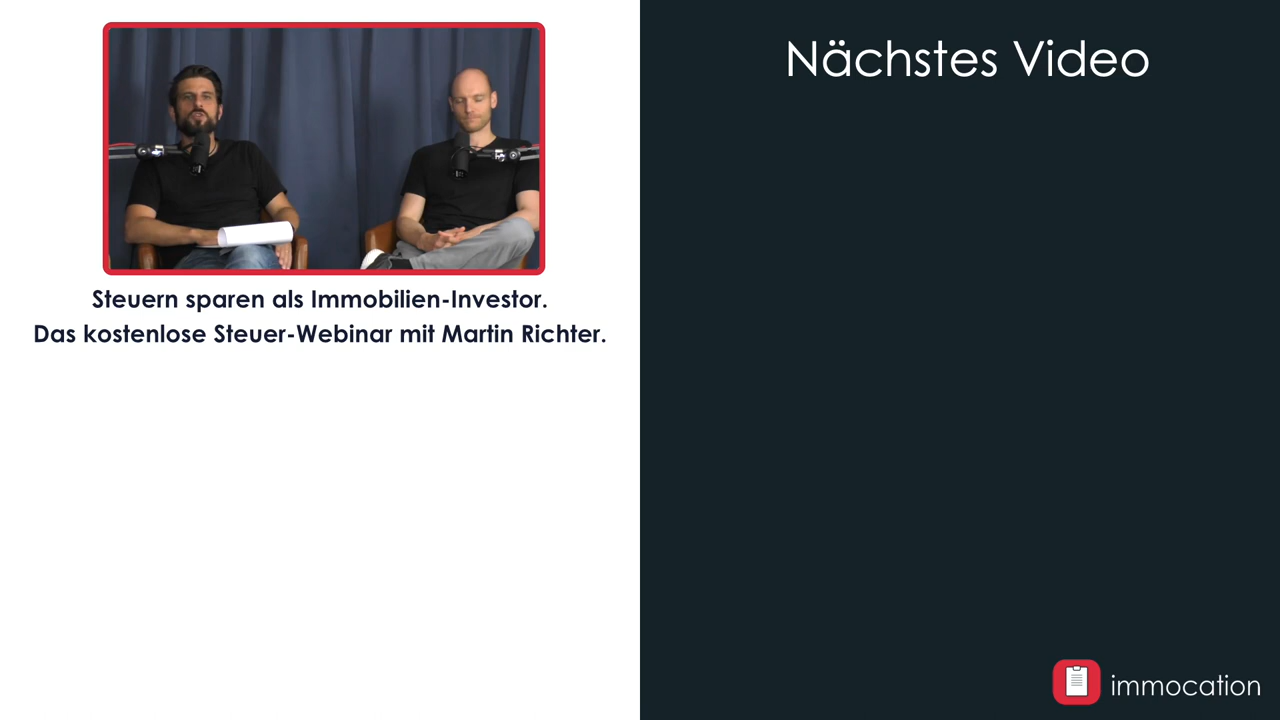 Nächstes Video
Steuern sparen als Immobilien-Investor.
Das kostenlose Steuer-Webinar mit Martin Richter.
immocation